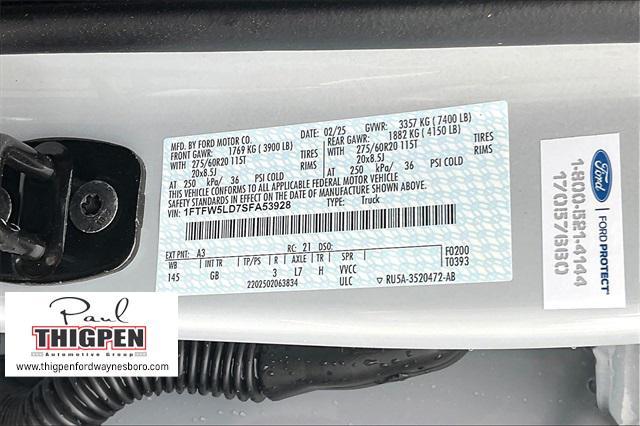 MFD. BY FORD MOTOR CO.
DATE: 02/25
GVWR: 3357 KG ( 7400 LB)
FRONT GAWR: 1769 KG ( 3900 LB)
REAR GAWR: 1882 KG ( 4150 LB)
WITH 275/60R20 115T TIRES
WITH 275/60R20 115T TIRES
20x8.5J RIMS
20x8.5J RIMS
AT 250 kPa/ 36 PSI COLD
AT 250 kPa/ 36 PSI COLD
THIS VEHICLE CONFORMS TO ALL APPLICABLE FEDERAL MOTOR VEHICLE
SAFETY STANDARDS IN EFFECT ON THE DATE OF MANUFACTURE SHOWN ABOVE.
VIN: 1FTFW5LD7SFA53928
TYPE: Truck
EXT PNT: A3 RC: 21 DSO: F0200
WB INT TR TP/PS R AXLE TR SPR T0393
145 GB 3 L7 H VVCC
2202502063834 ULC RU5A-3520472-AB
Ford
FORD PROTECT
1-800-521-4144
17Q1573130
Paul
THIGPEN
Automotive Group
www.thigpenfordwaynesboro.com